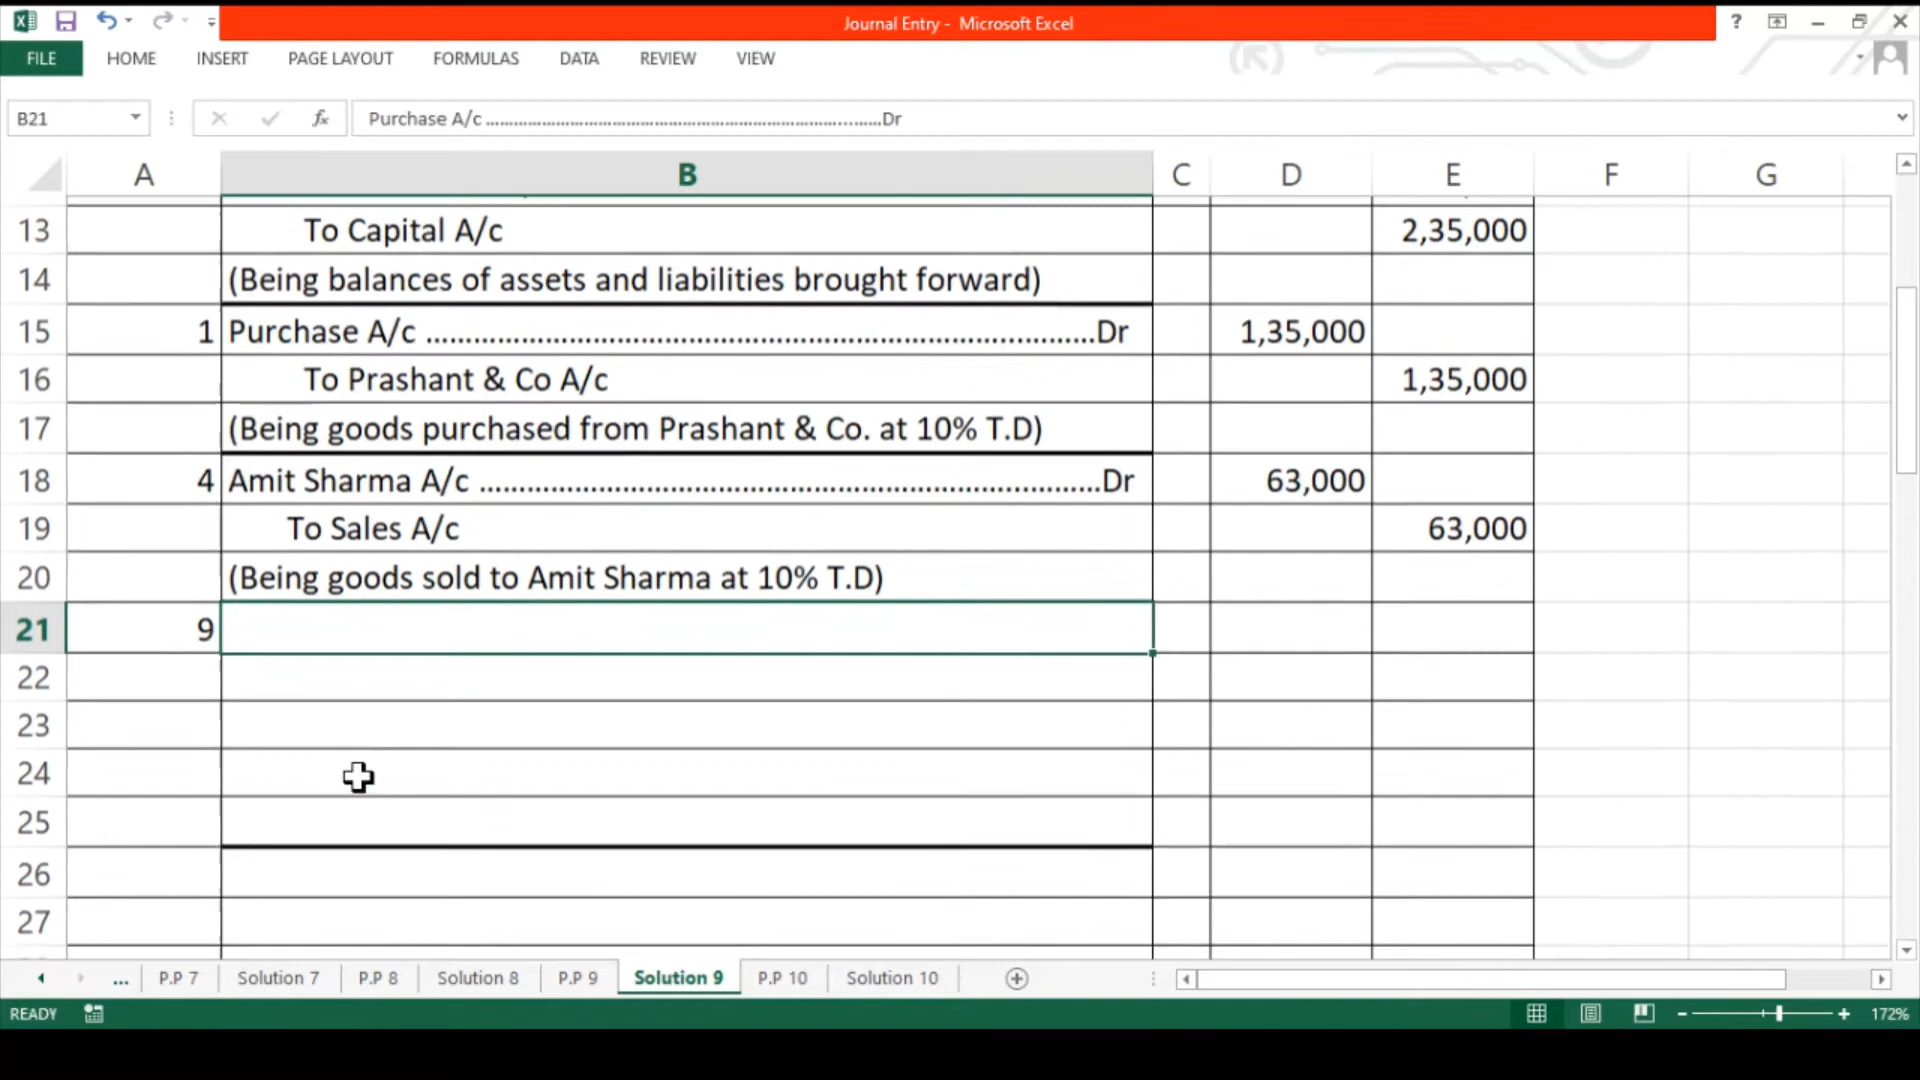 Journal Entry - Microsoft Excel
?
FILE HOME INSERT PAGE LAYOUT FORMULAS DATA REVIEW VIEW
B21 fx Purchase A/c ……………………………………………………………………………Dr
A B C D E F G
13 To Capital A/c 2,35,000
14 (Being balances of assets and liabilities brought forward)
15 1 Purchase A/c ……………………………………………………………………………Dr 1,35,000
16 To Prashant & Co A/c 1,35,000
17 (Being goods purchased from Prashant & Co. at 10% T.D)
18 4 Amit Sharma A/c ………………………………………………………………………Dr 63,000
19 To Sales A/c 63,000
20 (Being goods sold to Amit Sharma at 10% T.D)
21 9
22
23
24
25
26
27
... P.P 7 Solution 7 P.P 8 Solution 8 P.P 9 Solution 9 P.P 10 Solution 10
READY 172%